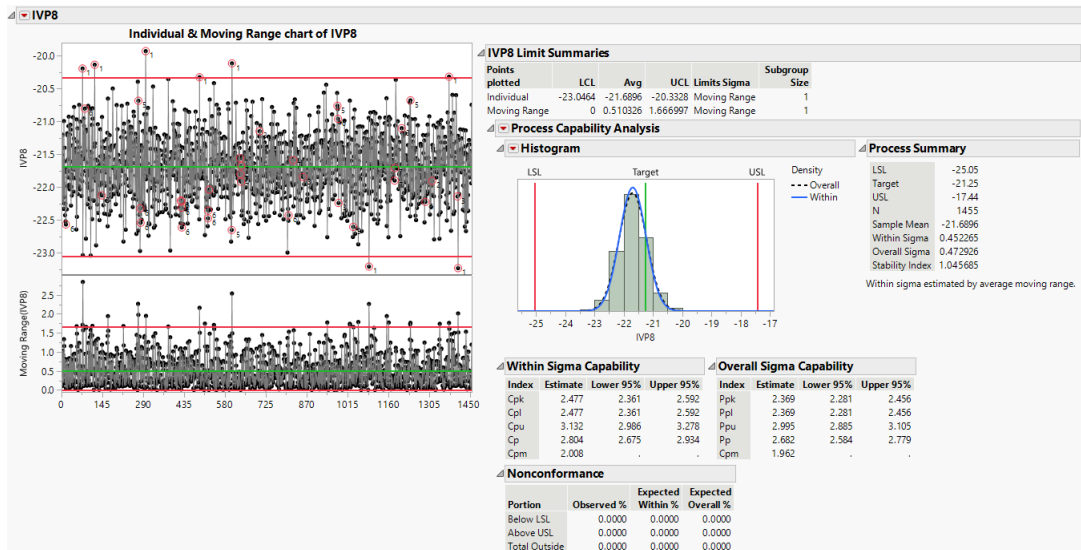 IVP8
Individual & Moving Range chart of IVP8
-20.0
-20.5
-21.0
-21.5
-22.0
-22.5
-23.0
IVP8
2.5
2.0
1.5
1.0
0.5
0.0
Moving Range(IVP8)
0 145 290 435 580 725 870 1015 1160 1305 1450
IVP8 Limit Summaries
Points plotted LCL Avg UCL Limits Sigma Subgroup Size
Individual -23.0464 -21.6896 -20.3328 Moving Range 1
Moving Range 0 0.510326 1.666997 Moving Range 1
Process Capability Analysis
Histogram
LSL Target USL
Density
Overall
Within
-25 -24 -23 -22 -21 -20 -19 -18 -17
IVP8
Process Summary
LSL -25.05
Target -21.25
USL -17.44
N 1455
Sample Mean -21.6896
Within Sigma 0.452265
Overall Sigma 0.472926
Stability Index 1.045685
Within sigma estimated by average moving range.
Within Sigma Capability
Index Estimate Lower 95% Upper 95%
Cpk 2.477 2.361 2.592
Cpl 2.477 2.361 2.592
Cpu 3.132 2.986 3.278
Cp 2.804 2.675 2.934
Cpm 2.008 . .
Overall Sigma Capability
Index Estimate Lower 95% Upper 95%
Ppk 2.369 2.281 2.456
Ppl 2.369 2.281 2.456
Ppu 2.995 2.885 3.105
Pp 2.682 2.584 2.779
Cpm 1.962 . .
Nonconformance
Portion Observed % Expected Within % Expected Overall %
Below LSL 0.0000 0.0000 0.0000
Above USL 0.0000 0.0000 0.0000
Total Outside 0.0000 0.0000 0.0000